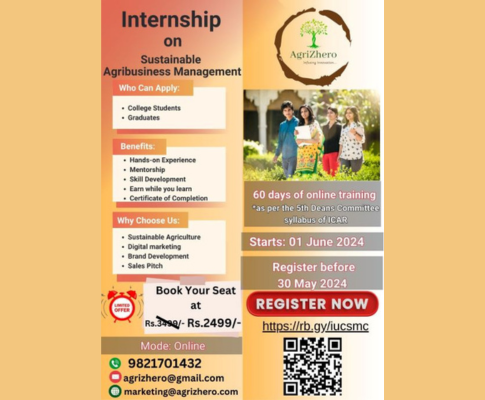 Internship
on
Sustainable
Agribusiness Management
Who Can Apply:
• College Students
• Graduates
Benefits:
• Hands-on Experience
• Mentorship
• Skill Development
• Earn while you learn
• Certificate of Completion
Why Choose Us:
• Sustainable Agriculture
• Digital marketing
• Brand Development
• Sales Pitch
LIMITED
OFFER
Book Your Seat
at
Rs.3499/- Rs.2499/-
Mode: Online
9821701432
agrizhero@gmail.com
marketing@agrizhero.com
AgriZhero
60 days of online training
*as per the 5th Deans Committee
syllabus of ICAR
Starts: 01 June 2024
Register before
30 May 2024
REGISTER NOW
https://rb.gy/iucsmc